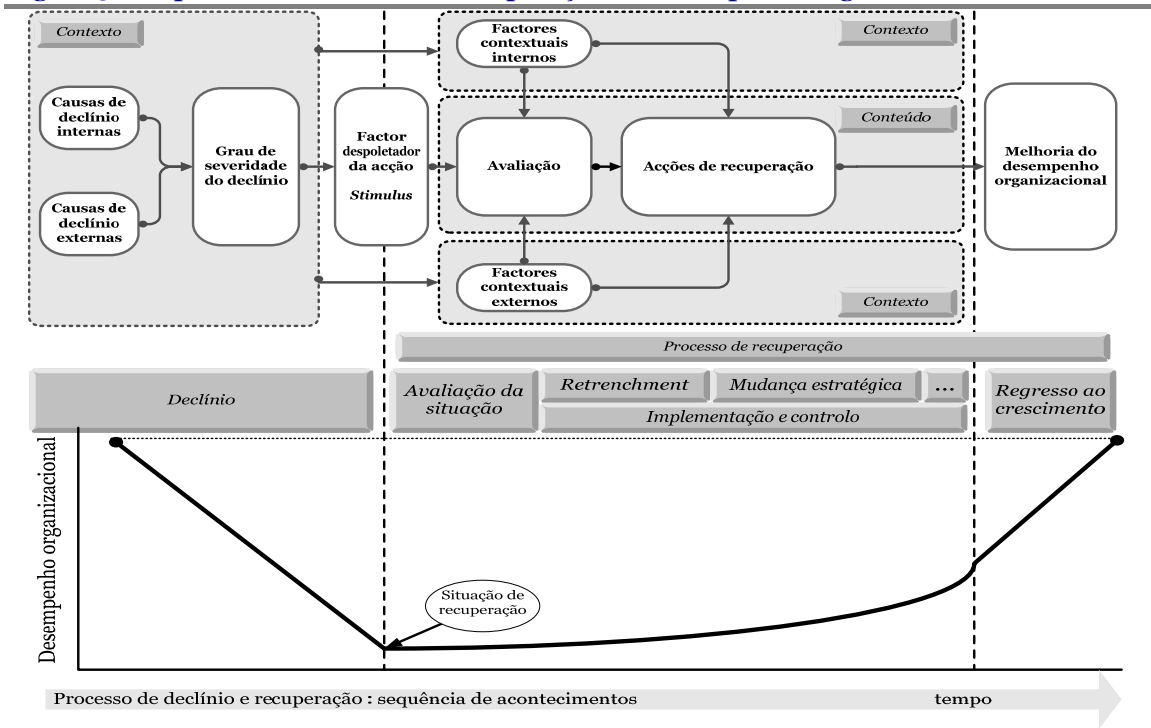 Contexto
Causas de
declínio
internas
Causas de
declínio
externas
Grau de
severidade
do declínio
Factor
despoletador
da acção
Stimulus
Factores
contextuais
internos
Contexto
Conteúdo
Avaliação
Acções de recuperação
Factores
contextuais
externos
Contexto
Melhoria do
desempenho
organizacional
Processo de recuperação
Declínio
Avaliação da
situação
Retrenchment
Mudança estratégica
...
Implementação e controlo
Regresso ao
crescimento
Desempenho organizacional
Situação de
recuperação
Processo de declínio e recuperação : sequência de acontecimentos
tempo